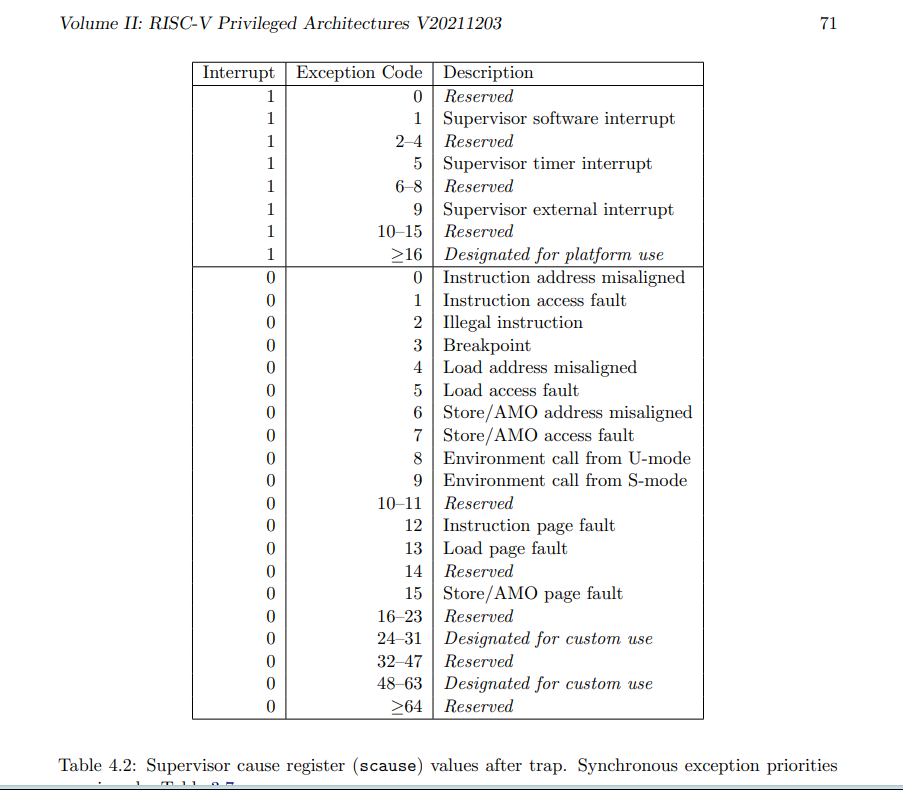 Volume II: RISC-V Privileged Architectures V20211203 71
Interrupt Exception Code Description
1 0 Reserved
1 1 Supervisor software interrupt
1 2–4 Reserved
1 5 Supervisor timer interrupt
1 6–8 Reserved
1 9 Supervisor external interrupt
1 10–15 Reserved
1 ≥16 Designated for platform use
0 0 Instruction address misaligned
0 1 Instruction access fault
0 2 Illegal instruction
0 3 Breakpoint
0 4 Load address misaligned
0 5 Load access fault
0 6 Store/AMO address misaligned
0 7 Store/AMO access fault
0 8 Environment call from U-mode
0 9 Environment call from S-mode
0 10–11 Reserved
0 12 Instruction page fault
0 13 Load page fault
0 14 Reserved
0 15 Store/AMO page fault
0 16–23 Reserved
0 24–31 Designated for custom use
0 32–47 Reserved
0 48–63 Designated for custom use
0 ≥64 Reserved
Table 4.2: Supervisor cause register (scause) values after trap. Synchronous exception priorities